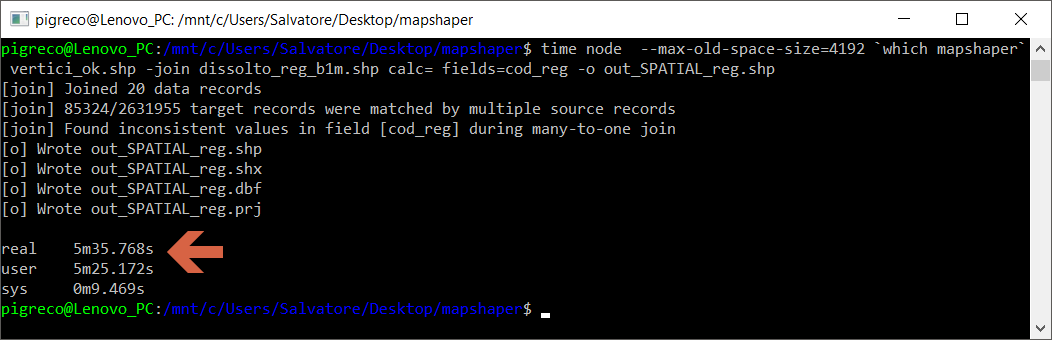 pigreco@Lenovo_PC: /mnt/c/Users/Salvatore/Desktop/mapshaper
pigreco@Lenovo_PC:/mnt/c/Users/Salvatore/Desktop/mapshaper$ time node  --max-old-space-size=4192 `which mapshaper`
 vertici_ok.shp -join dissolto_reg_b1m.shp calc= fields=cod_reg -o out_SPATIAL_reg.shp
[join] Joined 20 data records
[join] 85324/2631955 target records were matched by multiple source records
[join] Found inconsistent values in field [cod_reg] during many-to-one join
[o] Wrote out_SPATIAL_reg.shp
[o] Wrote out_SPATIAL_reg.shx
[o] Wrote out_SPATIAL_reg.dbf
[o] Wrote out_SPATIAL_reg.prj
real    5m35.768s
user    5m25.172s
sys     0m9.469s
pigreco@Lenovo_PC:/mnt/c/Users/Salvatore/Desktop/mapshaper$